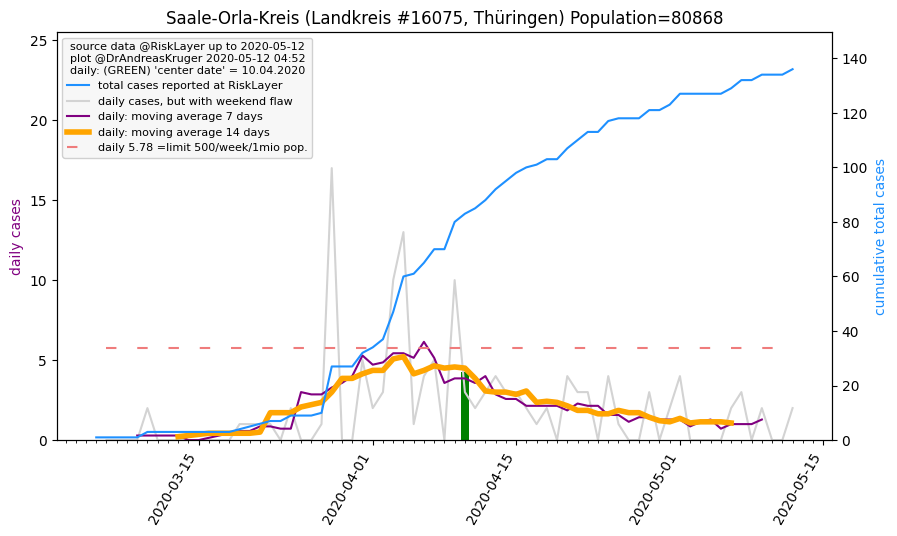 Saale-Orla-Kreis (Landkreis #16075, Thüringen) Population=80868
source data @RiskLayer up to 2020-05-12
plot @DrAndreasKruger 2020-05-12 04:52
daily: (GREEN) 'center date' = 10.04.2020
total cases reported at RiskLayer
daily cases, but with weekend flaw
daily: moving average 7 days
daily: moving average 14 days
daily 5.78 =limit 500/week/1mio pop.
daily cases
25
20
15
10
5
0
cumulative total cases
140
120
100
80
60
40
20
0
2020-03-15
2020-04-01
2020-04-15
2020-05-01
2020-05-15